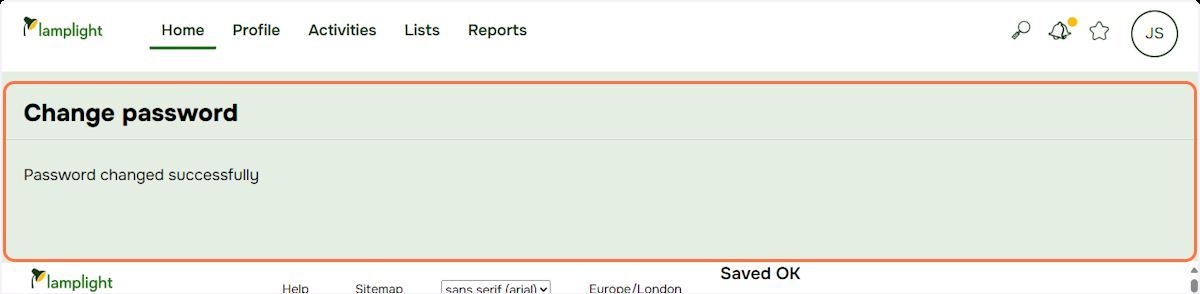 lamplight Home Profile Activities Lists Reports JS
Change password
Password changed successfully
Saved OK
lamplight Help Sitemap sans serif (arial) Europe/London